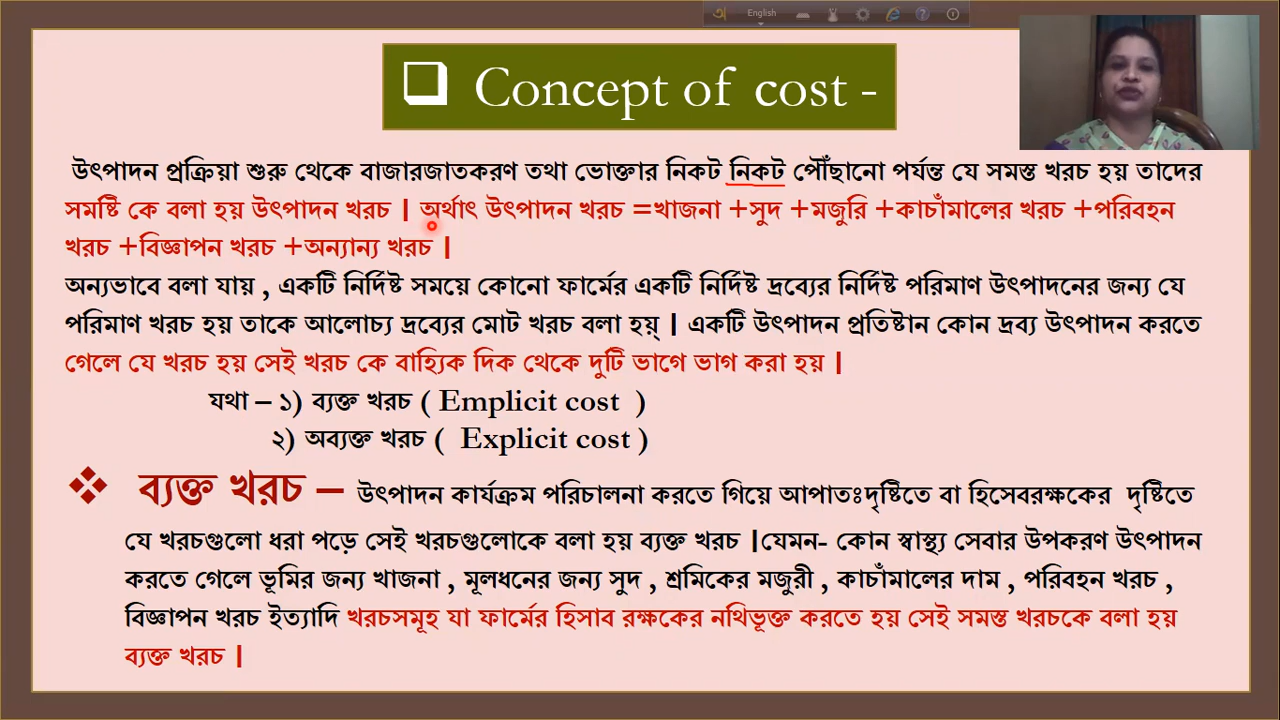 English
Concept of cost -
উৎপাদন প্রক্রিয়া শুরু থেকে বাজারজাতকরণ তথা ভোক্তার নিকট নিকট পৌঁছানো পর্যন্ত যে সমস্ত খরচ হয় তাদের
সমষ্টি কে বলা হয় উৎপাদন খরচ | অর্থাৎ উৎপাদন খরচ =খাজনা +সুদ +মজুরি +কাচাঁমালের খরচ +পরিবহন
খরচ +বিজ্ঞাপন খরচ +অন্যান্য খরচ |
অন্যভাবে বলা যায় , একটি নির্দিষ্ট সময়ে কোনো ফার্মের একটি নির্দিষ্ট দ্রব্যের নির্দিষ্ট পরিমাণ উৎপাদনের জন্য যে
পরিমাণ খরচ হয় তাকে আলোচ্য দ্রব্যের মোট খরচ বলা হয়্ | একটি উৎপাদন প্রতিষ্টান কোন দ্রব্য উৎপাদন করতে
গেলে যে খরচ হয় সেই খরচ কে বাহ্যিক দিক থেকে দুটি ভাগে ভাগ করা হয় |
যথা – ১) ব্যক্ত খরচ ( Emplicit cost )
২) অব্যক্ত খরচ ( Explicit cost )
❖ ব্যক্ত খরচ – উৎপাদন কার্যক্রম পরিচালনা করতে গিয়ে আপাতঃদৃষ্টিতে বা হিসেবরক্ষকের দৃষ্টিতে
যে খরচগুলো ধরা পড়ে সেই খরচগুলোকে বলা হয় ব্যক্ত খরচ |যেমন- কোন স্বাস্থ্য সেবার উপকরণ উৎপাদন
করতে গেলে ভূমির জন্য খাজনা , মূলধনের জন্য সুদ , শ্রমিকের মজুরী , কাচাঁমালের দাম , পরিবহন খরচ ,
বিজ্ঞাপন খরচ ইত্যাদি খরচসমূহ যা ফার্মের হিসাব রক্ষকের নথিভূক্ত করতে হয় সেই সমস্ত খরচকে বলা হয়
ব্যক্ত খরচ |